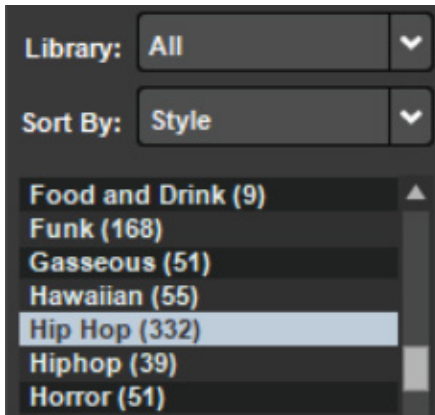 Library: All
Sort By: Style
Food and Drink (9)
Funk (168)
Gasseous (51)
Hawaiian (55)
Hip Hop (332)
Hiphop (39)
Horror (51)